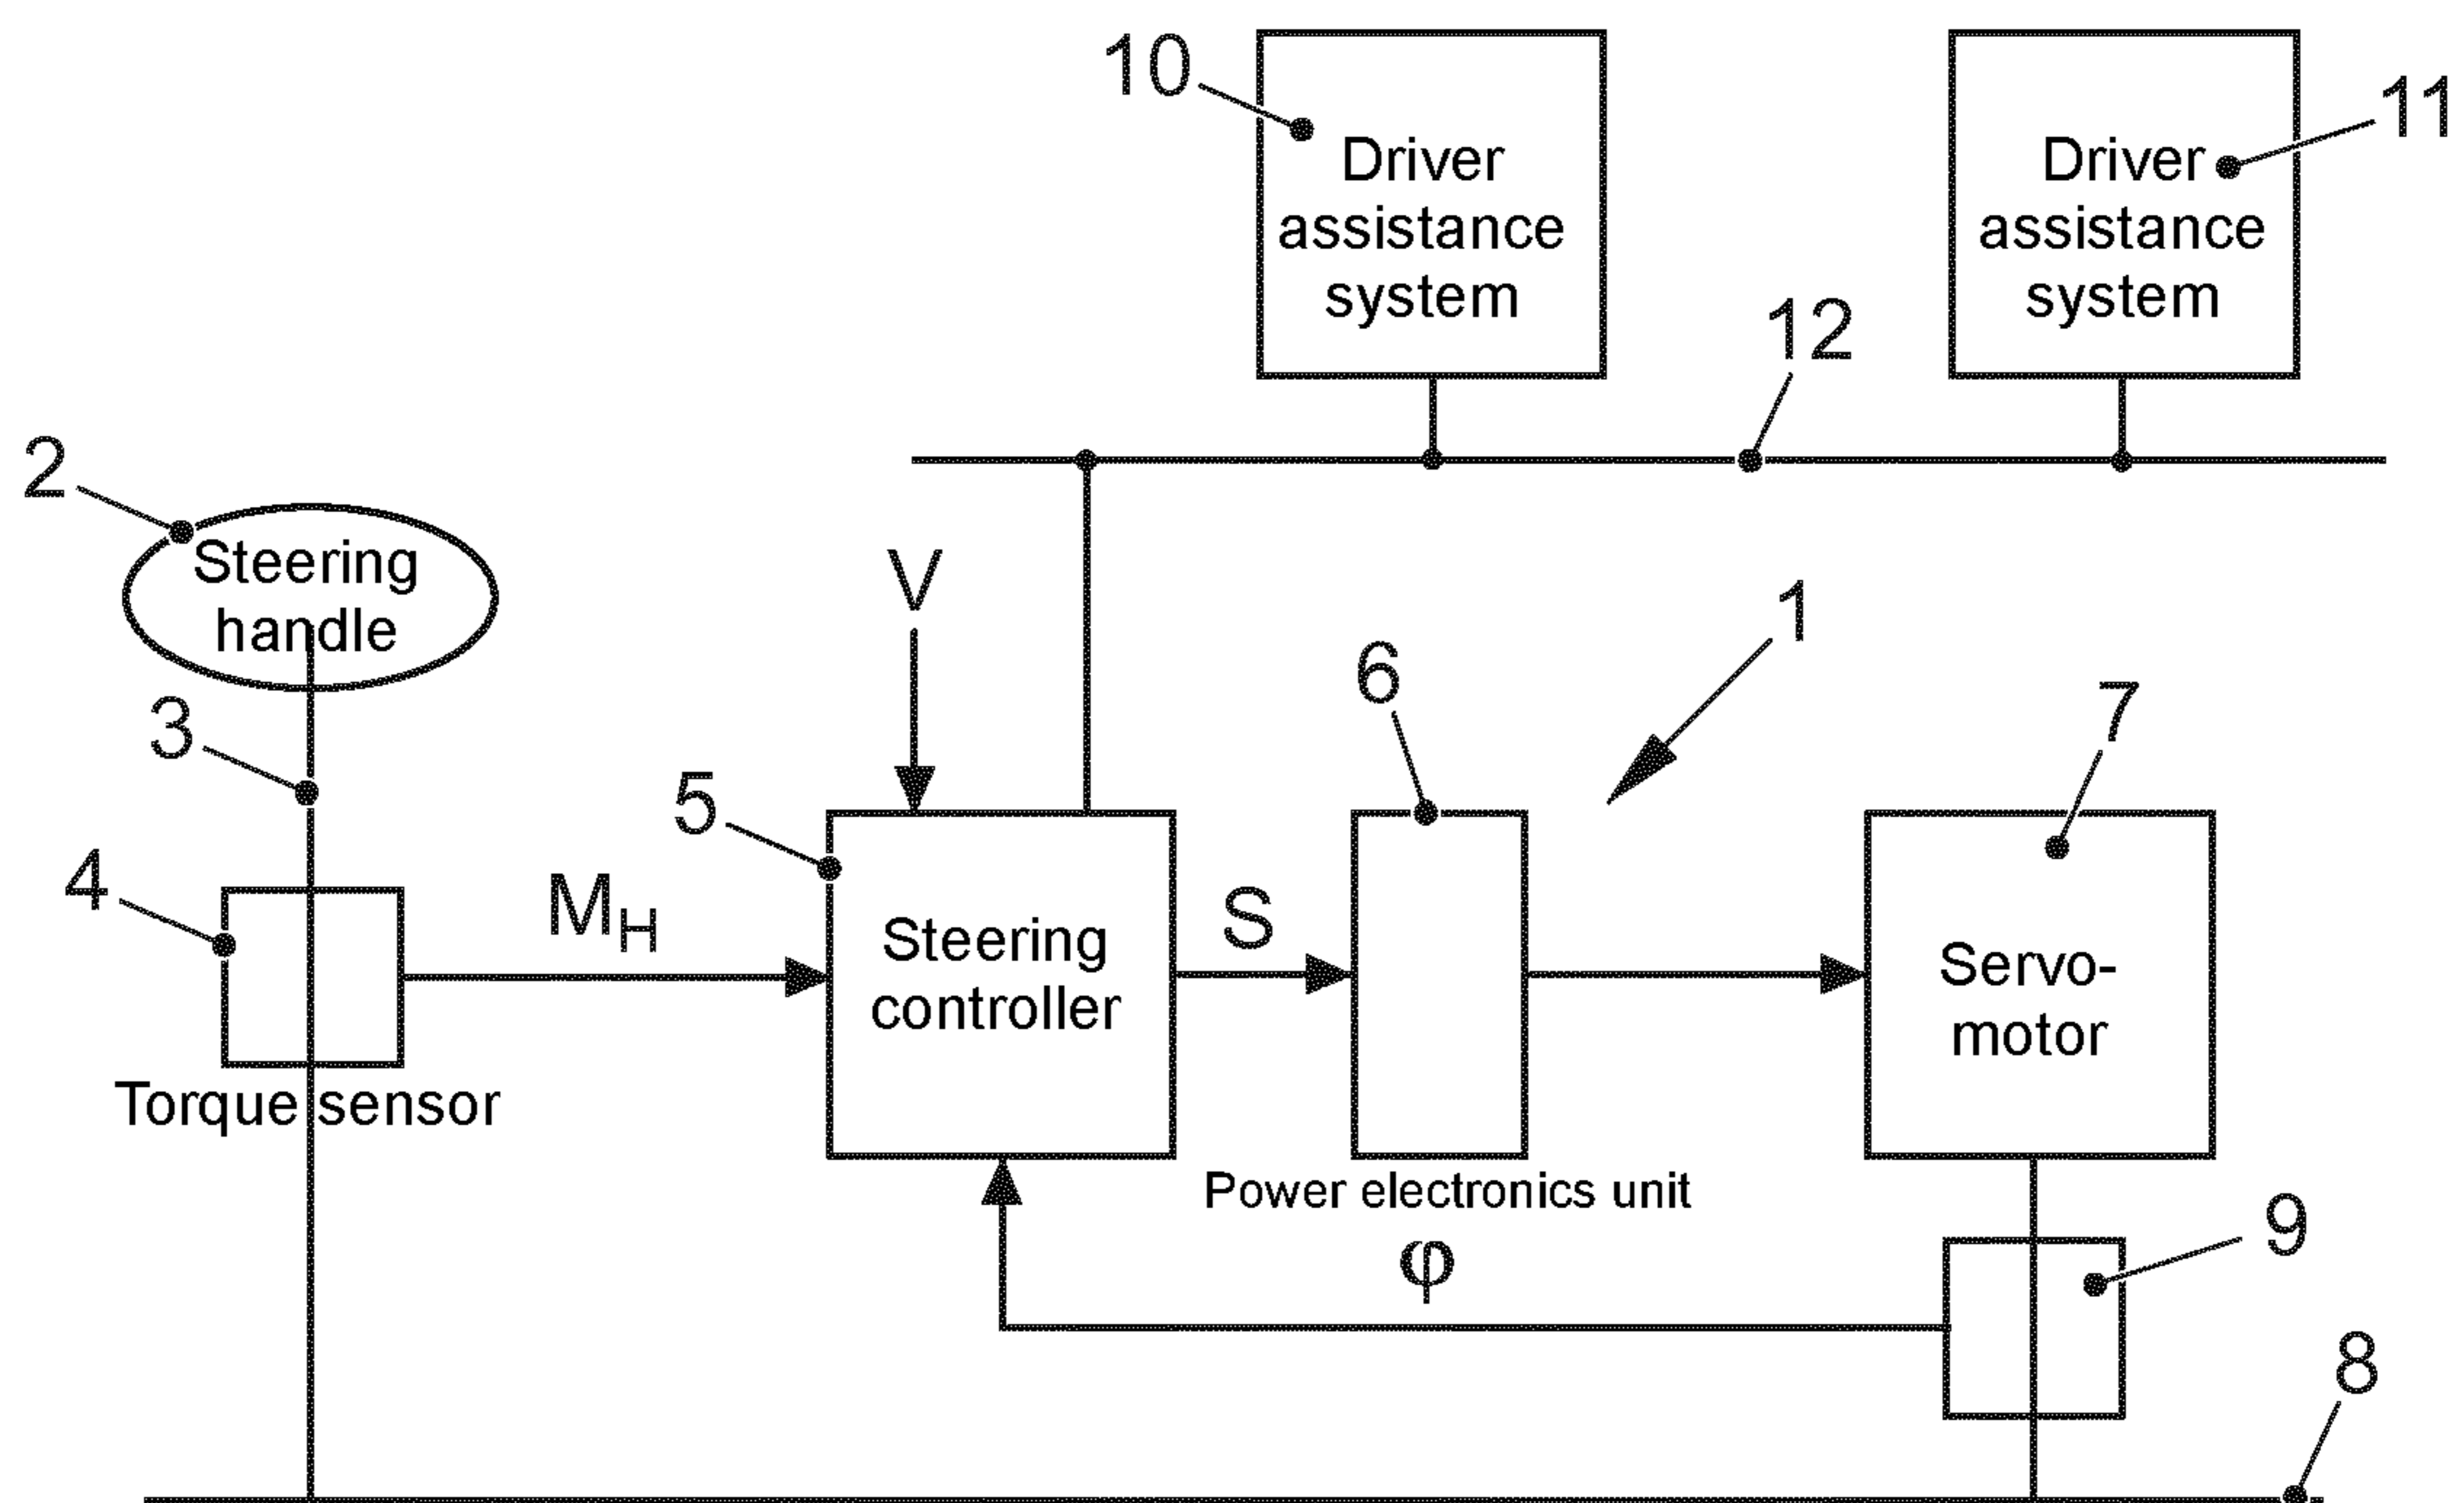 10
Driver
assistance
system
11
Driver
assistance
system
12
2
Steering
handle
V
1
3
6
7
5
4
M_H
Steering
controller
S
Servo-
motor
Torque sensor
Power electronics unit
φ
9
8